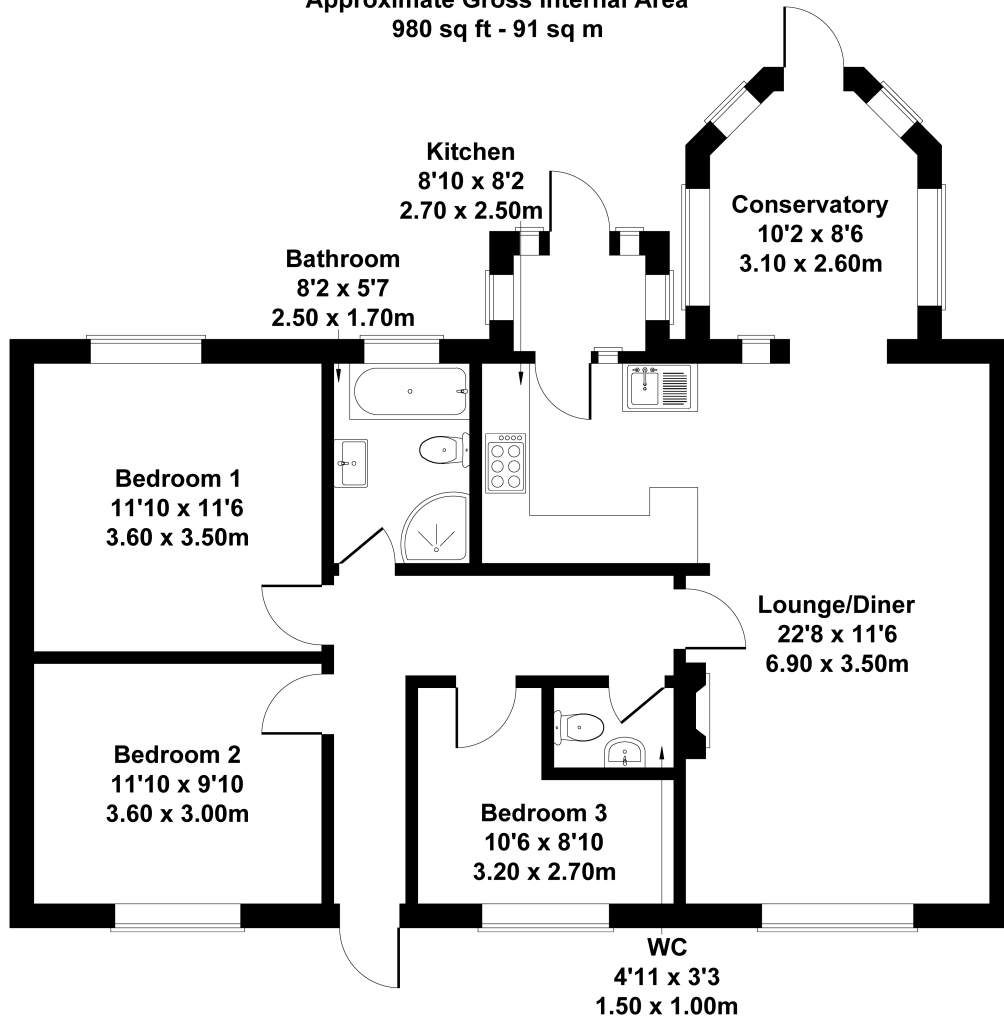 Approximate Gross Internal Area
980 sq ft - 91 sq m
Kitchen
8'10 x 8'2
2.70 x 2.50m
Conservatory
10'2 x 8'6
3.10 x 2.60m
Bathroom
8'2 x 5'7
2.50 x 1.70m
Bedroom 1
11'10 x 11'6
3.60 x 3.50m
Lounge/Diner
22'8 x 11'6
6.90 x 3.50m
Bedroom 2
11'10 x 9'10
3.60 x 3.00m
Bedroom 3
10'6 x 8'10
3.20 x 2.70m
WC
4'11 x 3'3
1.50 x 1.00m